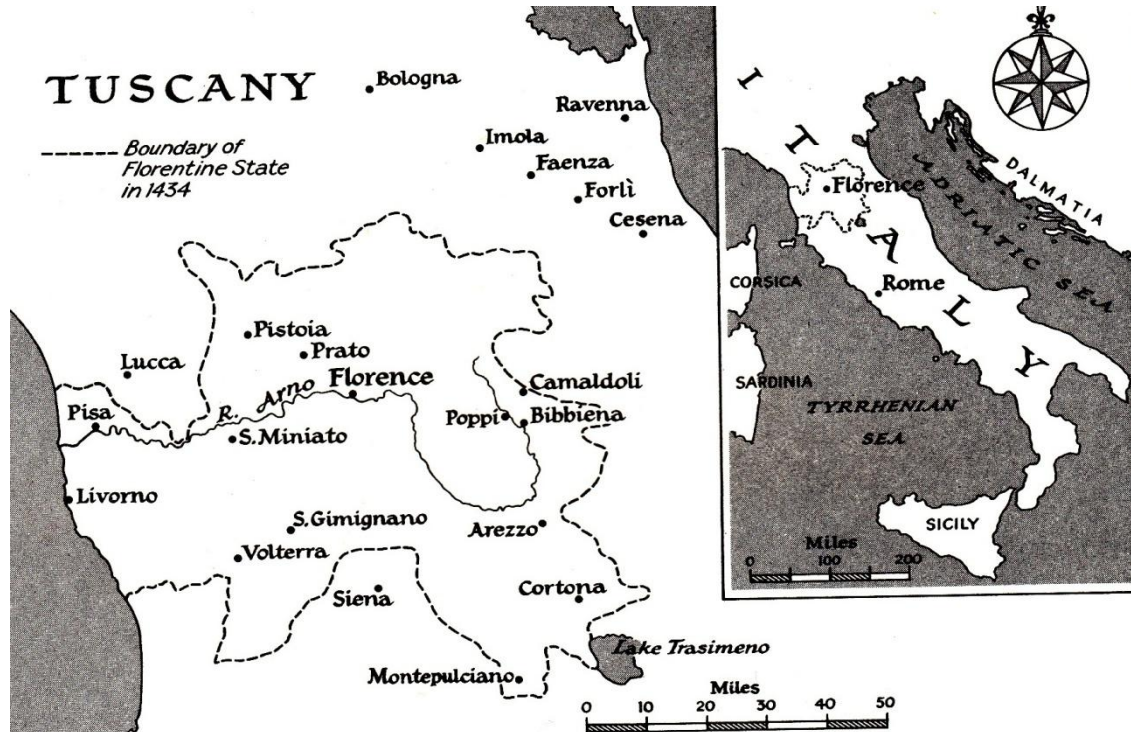 TUSCANY
Boundary of
Florentine State
in 1434
Bologna
Ravenna
Imola
Faenza
Forlì
Cesena
Pistoia
Prato
Lucca
R. Arno
Florence
Pisa
S. Miniato
Camaldoli
Poppi
Bibbiena
Livorno
S. Gimignano
Volterra
Arezzo
Siena
Cortona
Montepulciano
Lake Trasimeno
Miles
0 10 20 30 40 50
ITALY
Florence
DALMATIA
ADRIATIC SEA
CORSICA
Rome
SARDINIA
TYRRHENIAN
SEA
SICILY
Miles
0 100 200